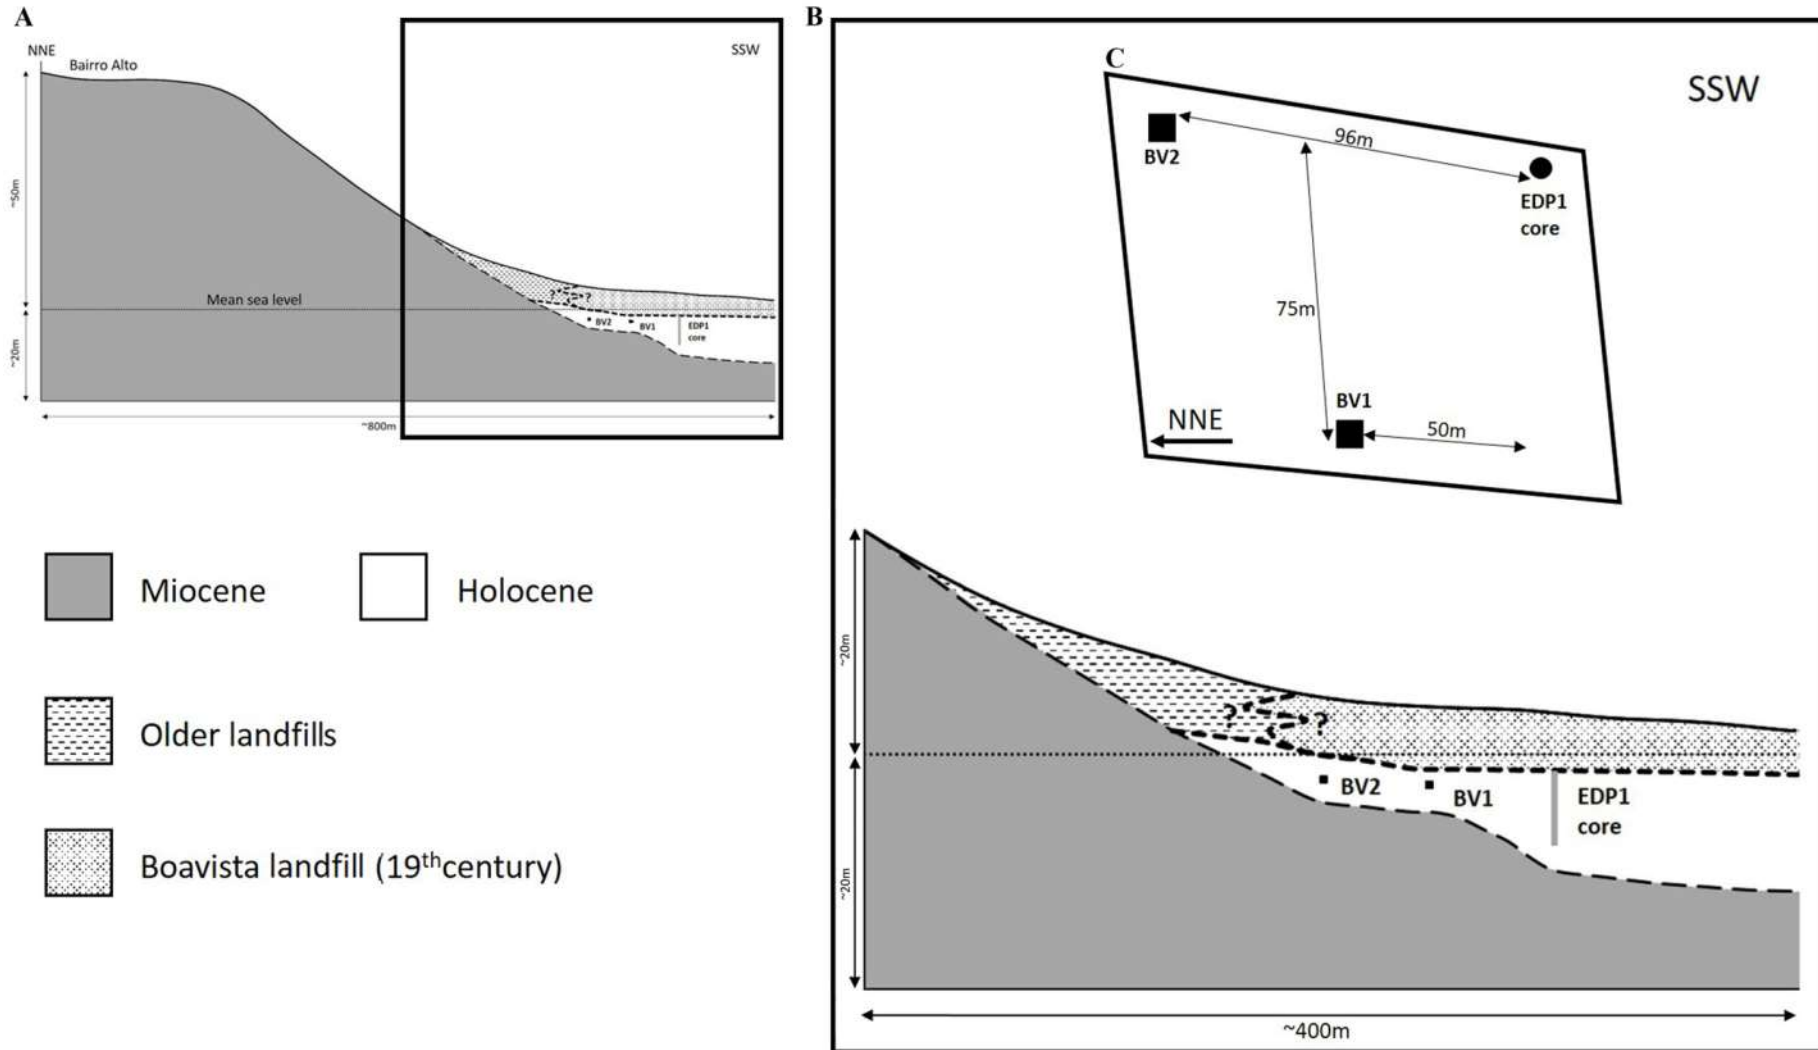 A
NNE
Bairro Alto
SSW
~50m
Mean sea level
? ?
BV2
BV1
EDP1
core
~20m
~800m
Miocene
Holocene
Older landfills
Boavista landfill (19thcentury)
B
C
SSW
96m
BV2
EDP1
core
75m
BV1
50m
NNE
~20m
? ?
BV2
BV1
EDP1
core
~20m
~400m